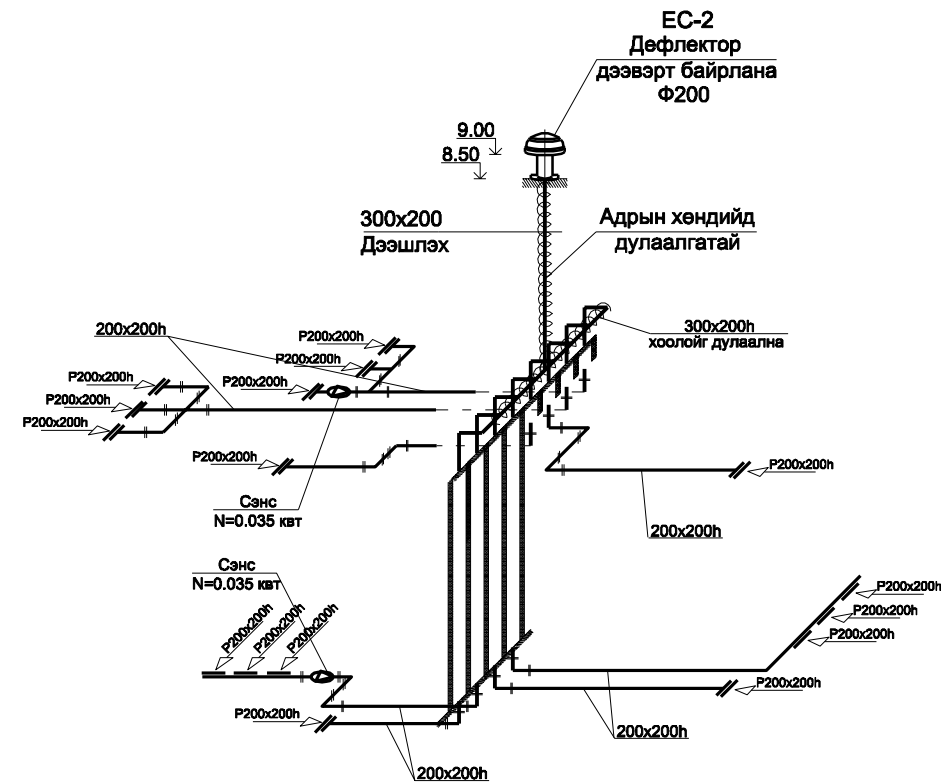 ЕС-2
Дефлектор
дээвэрт байрлана
Ф200
9.00
8.50
300x200
Дээшлэх
Адрын хөндийд
дулаалгатай
200x200h
P200x200h
P200x200h
P200x200h
300x200h
хоолойг дулаална
P200x200h
P200x200h
P200x200h
P200x200h
P200x200h
Сэнс
N=0.035 квт
200x200h
Сэнс
N=0.035 квт
P200x200h
P200x200h
P200x200h
P200x200h
P200x200h
P200x200h
P200x200h
P200x200h
200x200h
200x200h